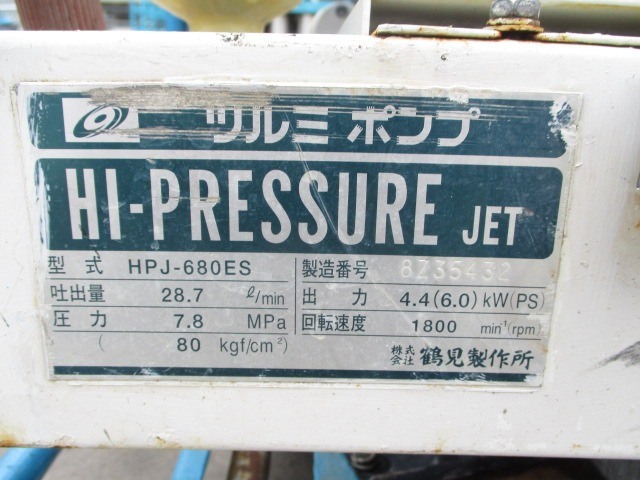 ツルミポンプ
HI-PRESSURE JET
型式 HPJ-680ES 製造番号 8Z35432
吐出量 28.7 ℓ/min 出力 4.4(6.0) kW(PS)
圧力 7.8 MPa 回転速度 1800 min⁻¹(rpm)
( 80 kgf/cm²) 株式会社 鶴見製作所